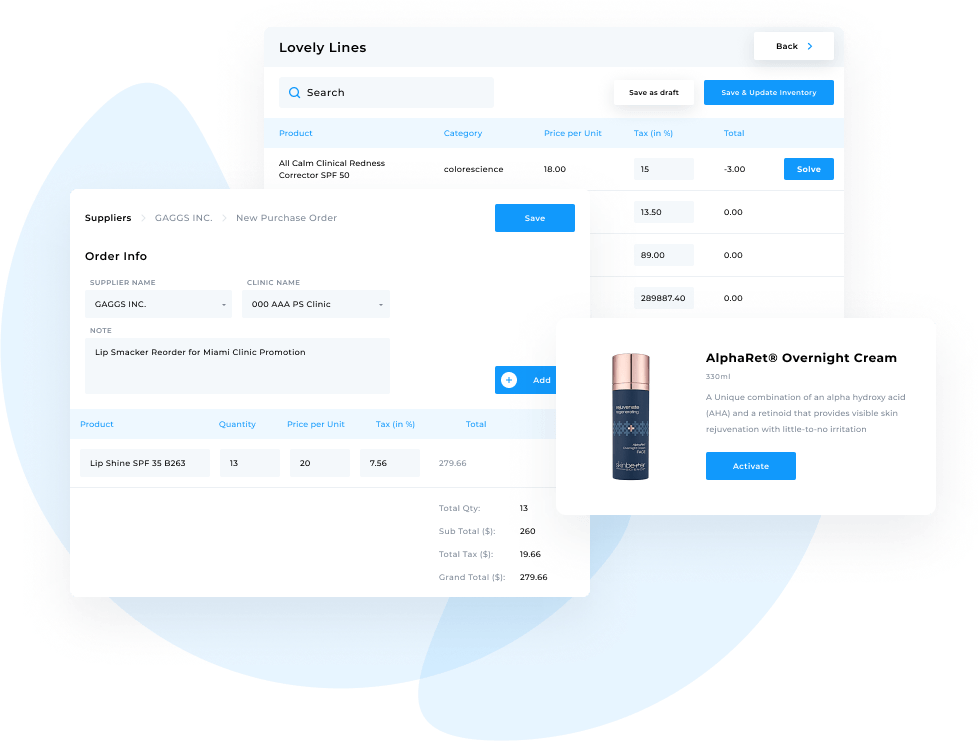 Lovely Lines
Back
Search
Save as draft
Save & Update Inventory
Product Category Price per Unit Tax (In %) Total
All Calm Clinical Redness
Corrector SPF 50
colorescience 18.00 15 -3.00 Solve
13.50 0.00
89.00 0.00
289887.40 0.00
Suppliers GAGGS INC. New Purchase Order
Save
Order Info
SUPPLIER NAME CLINIC NAME
GAGGS INC. 000 AAA PS Clinic
NOTE
Lip Smacker Reorder for Miami Clinic Promotion
Add
Product Quantity Price per Unit Tax (in %) Total
Lip Shine SPF 35 B263 13 20 7.56 279.66
Total Qty: 13
Sub Total ($): 260
Total Tax ($): 19.66
Grand Total ($): 279.66
AlphaRet® Overnight Cream
330ml
A Unique combination of an alpha hydroxy acid
(AHA) and a retinoid that provides visible skin
rejuvenation with little-to-no irritation
Activate
rejuvenate
regenerating
FACE